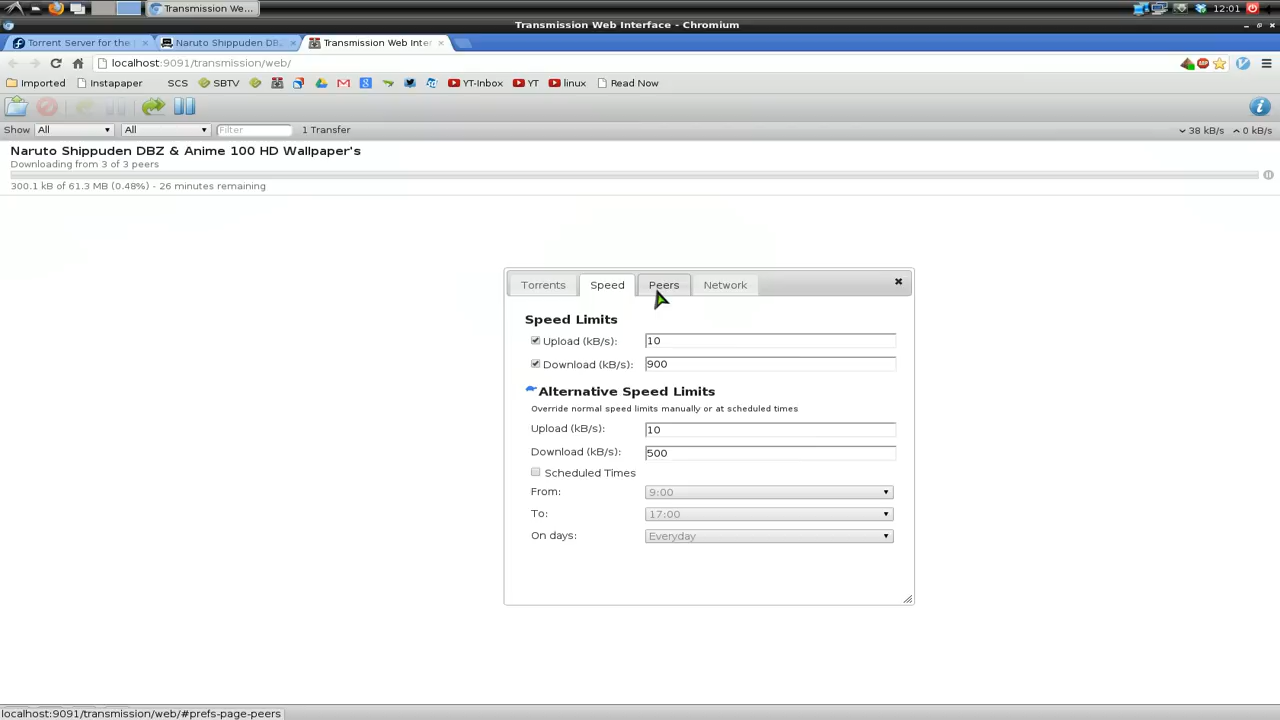 Transmission We...
12:01
Transmission Web Interface - Chromium
Torrent Server for the
Naruto Shippuden DB
Transmission Web Inter
localhost:9091/transmission/web/
Imported
Instapaper
SCS
SBTV
YT-Inbox
YT
linux
Read Now
Show All All Filter 1 Transfer
38 kB/s 0 kB/s
Naruto Shippuden DBZ & Anime 100 HD Wallpaper's
Downloading from 3 of 3 peers
300.1 kB of 61.3 MB (0.48%) - 26 minutes remaining
Torrents Speed Peers Network
Speed Limits
Upload (kB/s): 10
Download (kB/s): 900
Alternative Speed Limits
Override normal speed limits manually or at scheduled times
Upload (kB/s): 10
Download (kB/s): 500
Scheduled Times
From: 9:00
To: 17:00
On days: Everyday
localhost:9091/transmission/web/#prefs-page-peers